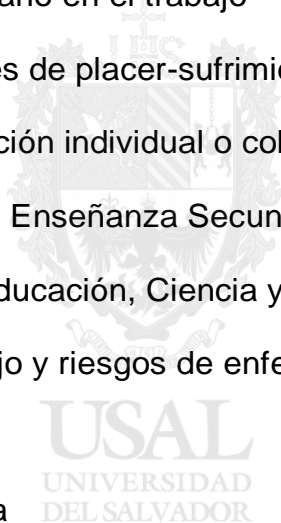 ario en el trabajo
es de placer-sufrimie
ción individual o col
Enseñanza Secun
ducación, Ciencia y
jo y riesgos de enfe
USAL
UNIVERSIDAD
DEL SALVADOR
a